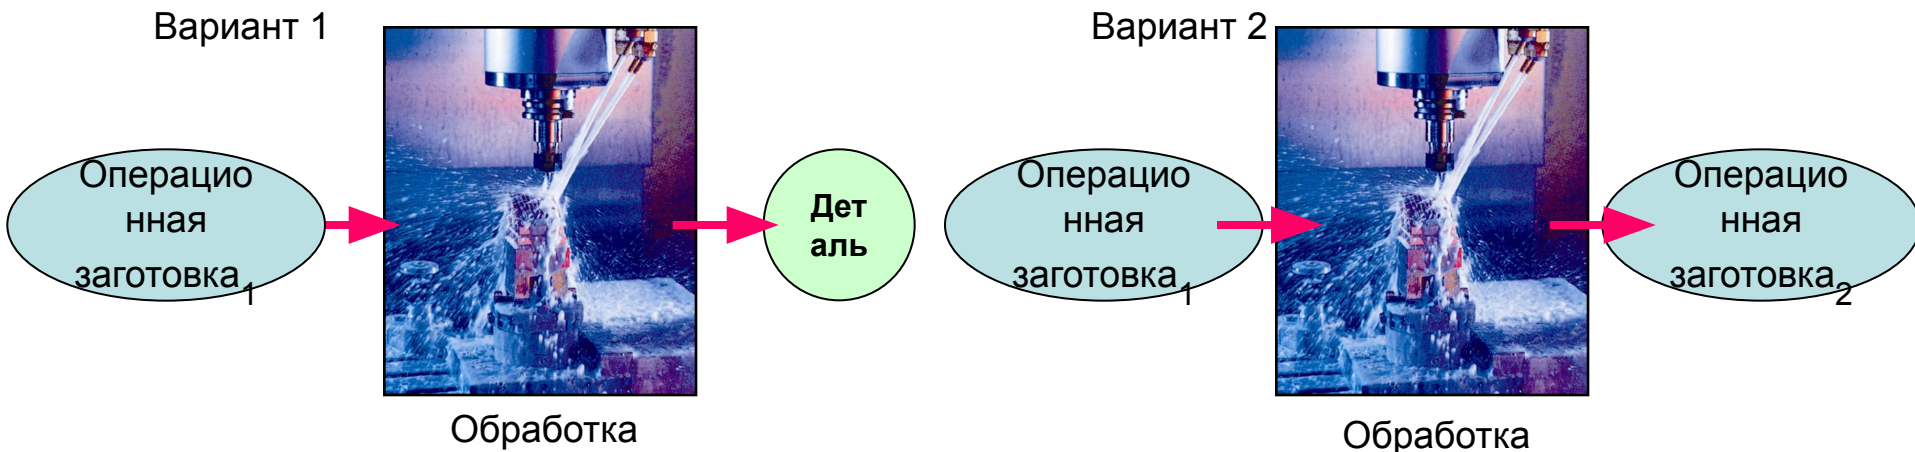 Вариант 1
Операцио
нная
заготовка1
Дет
аль
Обработка
Вариант 2
Операцио
нная
заготовка1
Операцио
нная
заготовка2
Обработка